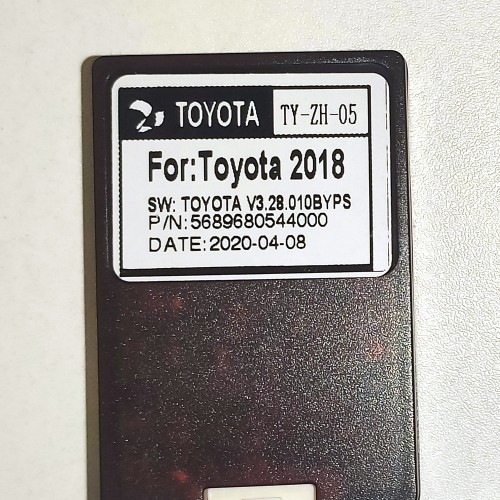 TOYOTA TY-ZH-05
For:Toyota 2018
SW: TOYOTA V3.28.010BYPS
P/N:5689680544000
DATE:2020-04-08